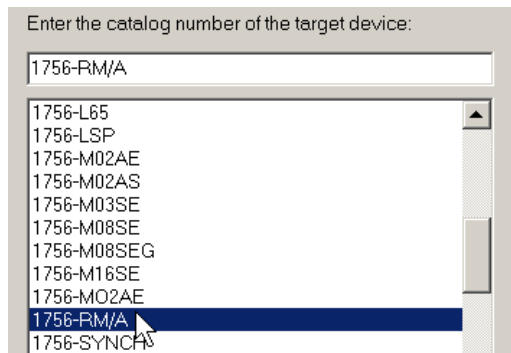 Enter the catalog number of the target device:
1756-RM/A
1756-L65
1756-LSP
1756-M02AE
1756-M02AS
1756-M03SE
1756-M08SE
1756-M08SEG
1756-M16SE
1756-MO2AE
1756-RM/A
1756-SYNCH